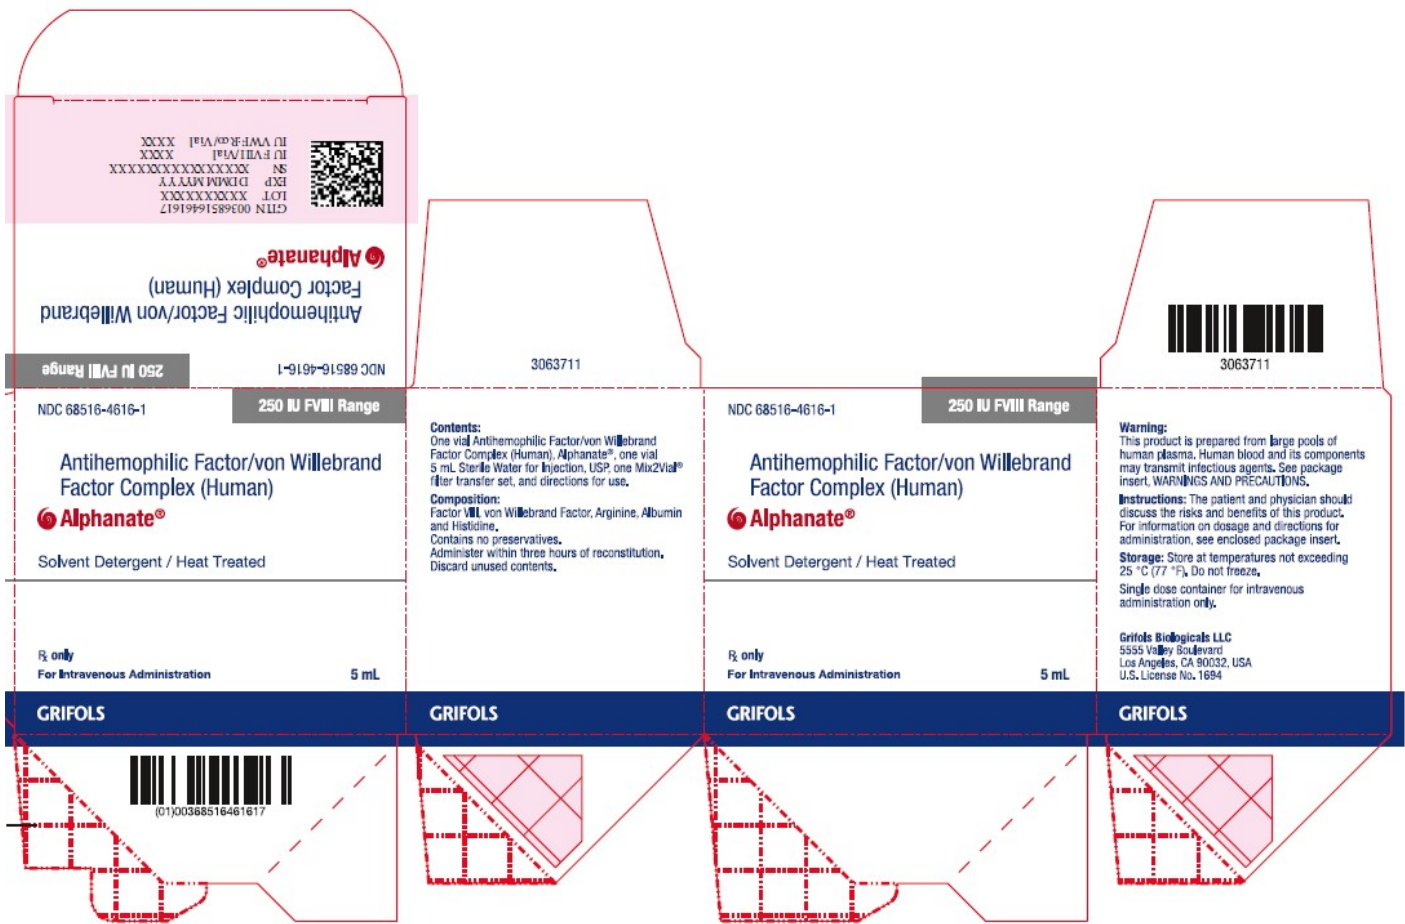 GTIN 00368516461617
LOT XXXXXXXXXX
EXP DDMMMYYYY
SN XXXXXXXXXXXXXXXXXX
IU FVIII/Vial XXXX
IU VWF:R:co/Vial XXXX
Alphanate®
Antihemophilic Factor/von Willebrand
Factor Complex (Human)
NDC 68516-4616-1
250 IU FVIII Range
NDC 68516-4616-1
250 IU FVIII Range
Antihemophilic Factor/von Willebrand
Factor Complex (Human)
Alphanate®
Solvent Detergent / Heat Treated
℞ only
For Intravenous Administration
5 mL
GRIFOLS
(01)00368516461617
3063711
Contents:
One vial Antihemophilic Factor/von Willebrand
Factor Complex (Human), Alphanate®, one vial
5 mL Sterile Water for Injection, USP, one Mix2Vial®
filter transfer set, and directions for use.
Composition:
Factor VIII, von Willebrand Factor, Arginine, Albumin
and Histidine.
Contains no preservatives.
Administer within three hours of reconstitution.
Discard unused contents.
GRIFOLS
NDC 68516-4616-1
250 IU FVIII Range
Antihemophilic Factor/von Willebrand
Factor Complex (Human)
Alphanate®
Solvent Detergent / Heat Treated
℞ only
For Intravenous Administration
5 mL
GRIFOLS
3063711
Warning:
This product is prepared from large pools of
human plasma. Human blood and its components
may transmit infectious agents. See package
insert, WARNINGS AND PRECAUTIONS.
Instructions: The patient and physician should
discuss the risks and benefits of this product.
For information on dosage and directions for
administration, see enclosed package insert.
Storage: Store at temperatures not exceeding
25 °C (77 °F). Do not freeze.
Single dose container for intravenous
administration only.
Grifols Biologicals LLC
5555 Valley Boulevard
Los Angeles, CA 90032, USA
U.S. License No. 1694
GRIFOLS